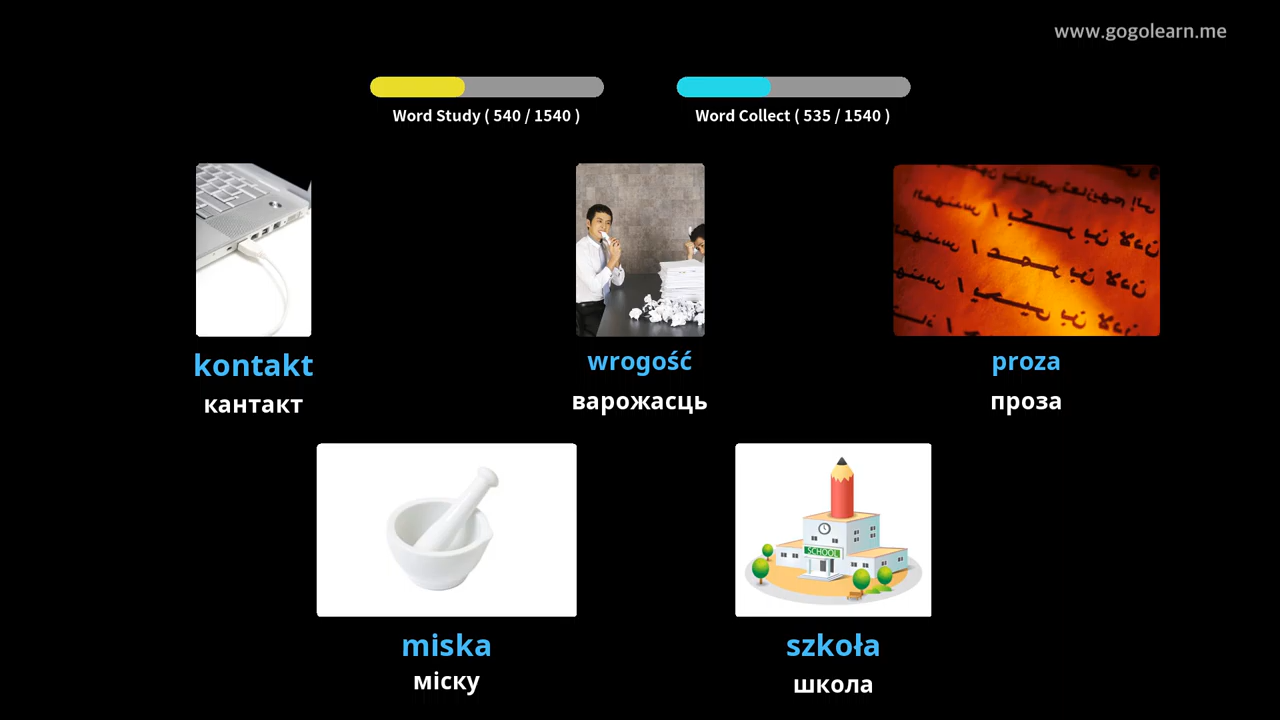 www.gogolearn.me
Word Study ( 540 / 1540 )
Word Collect ( 535 / 1540 )
kontakt
wrogość
proza
кантакт
варожасць
проза
SCHOOL
miska
szkoła
міску
школа